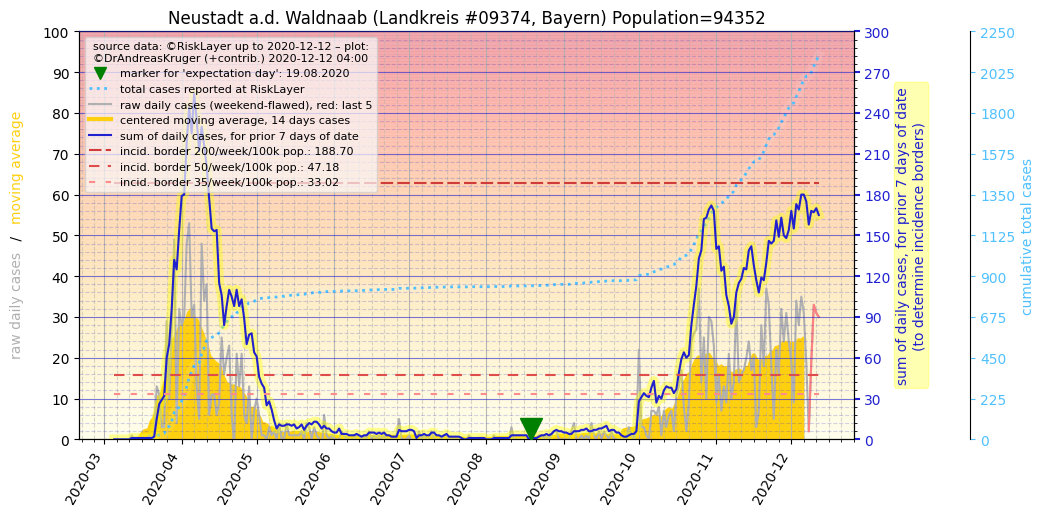 Neustadt a.d. Waldnaab (Landkreis #09374, Bayern) Population=94352
source data: ©RiskLayer up to 2020-12-12 – plot:
©DrAndreasKruger (+contrib.) 2020-12-12 04:00
marker for 'expectation day': 19.08.2020
total cases reported at RiskLayer
raw daily cases (weekend-flawed), red: last 5
centered moving average, 14 days cases
sum of daily cases, for prior 7 days of date
incid. border 200/week/100k pop.: 188.70
incid. border 50/week/100k pop.: 47.18
incid. border 35/week/100k pop.: 33.02
raw daily cases / moving average
100
90
80
70
60
50
40
30
20
10
0
2020-03
2020-04
2020-05
2020-06
2020-07
2020-08
2020-09
2020-10
2020-11
2020-12
300
270
240
210
180
150
120
90
60
30
0
sum of daily cases, for prior 7 days of date
(to determine incidence borders)
2250
2025
1800
1575
1350
1125
900
675
450
225
0
cumulative total cases